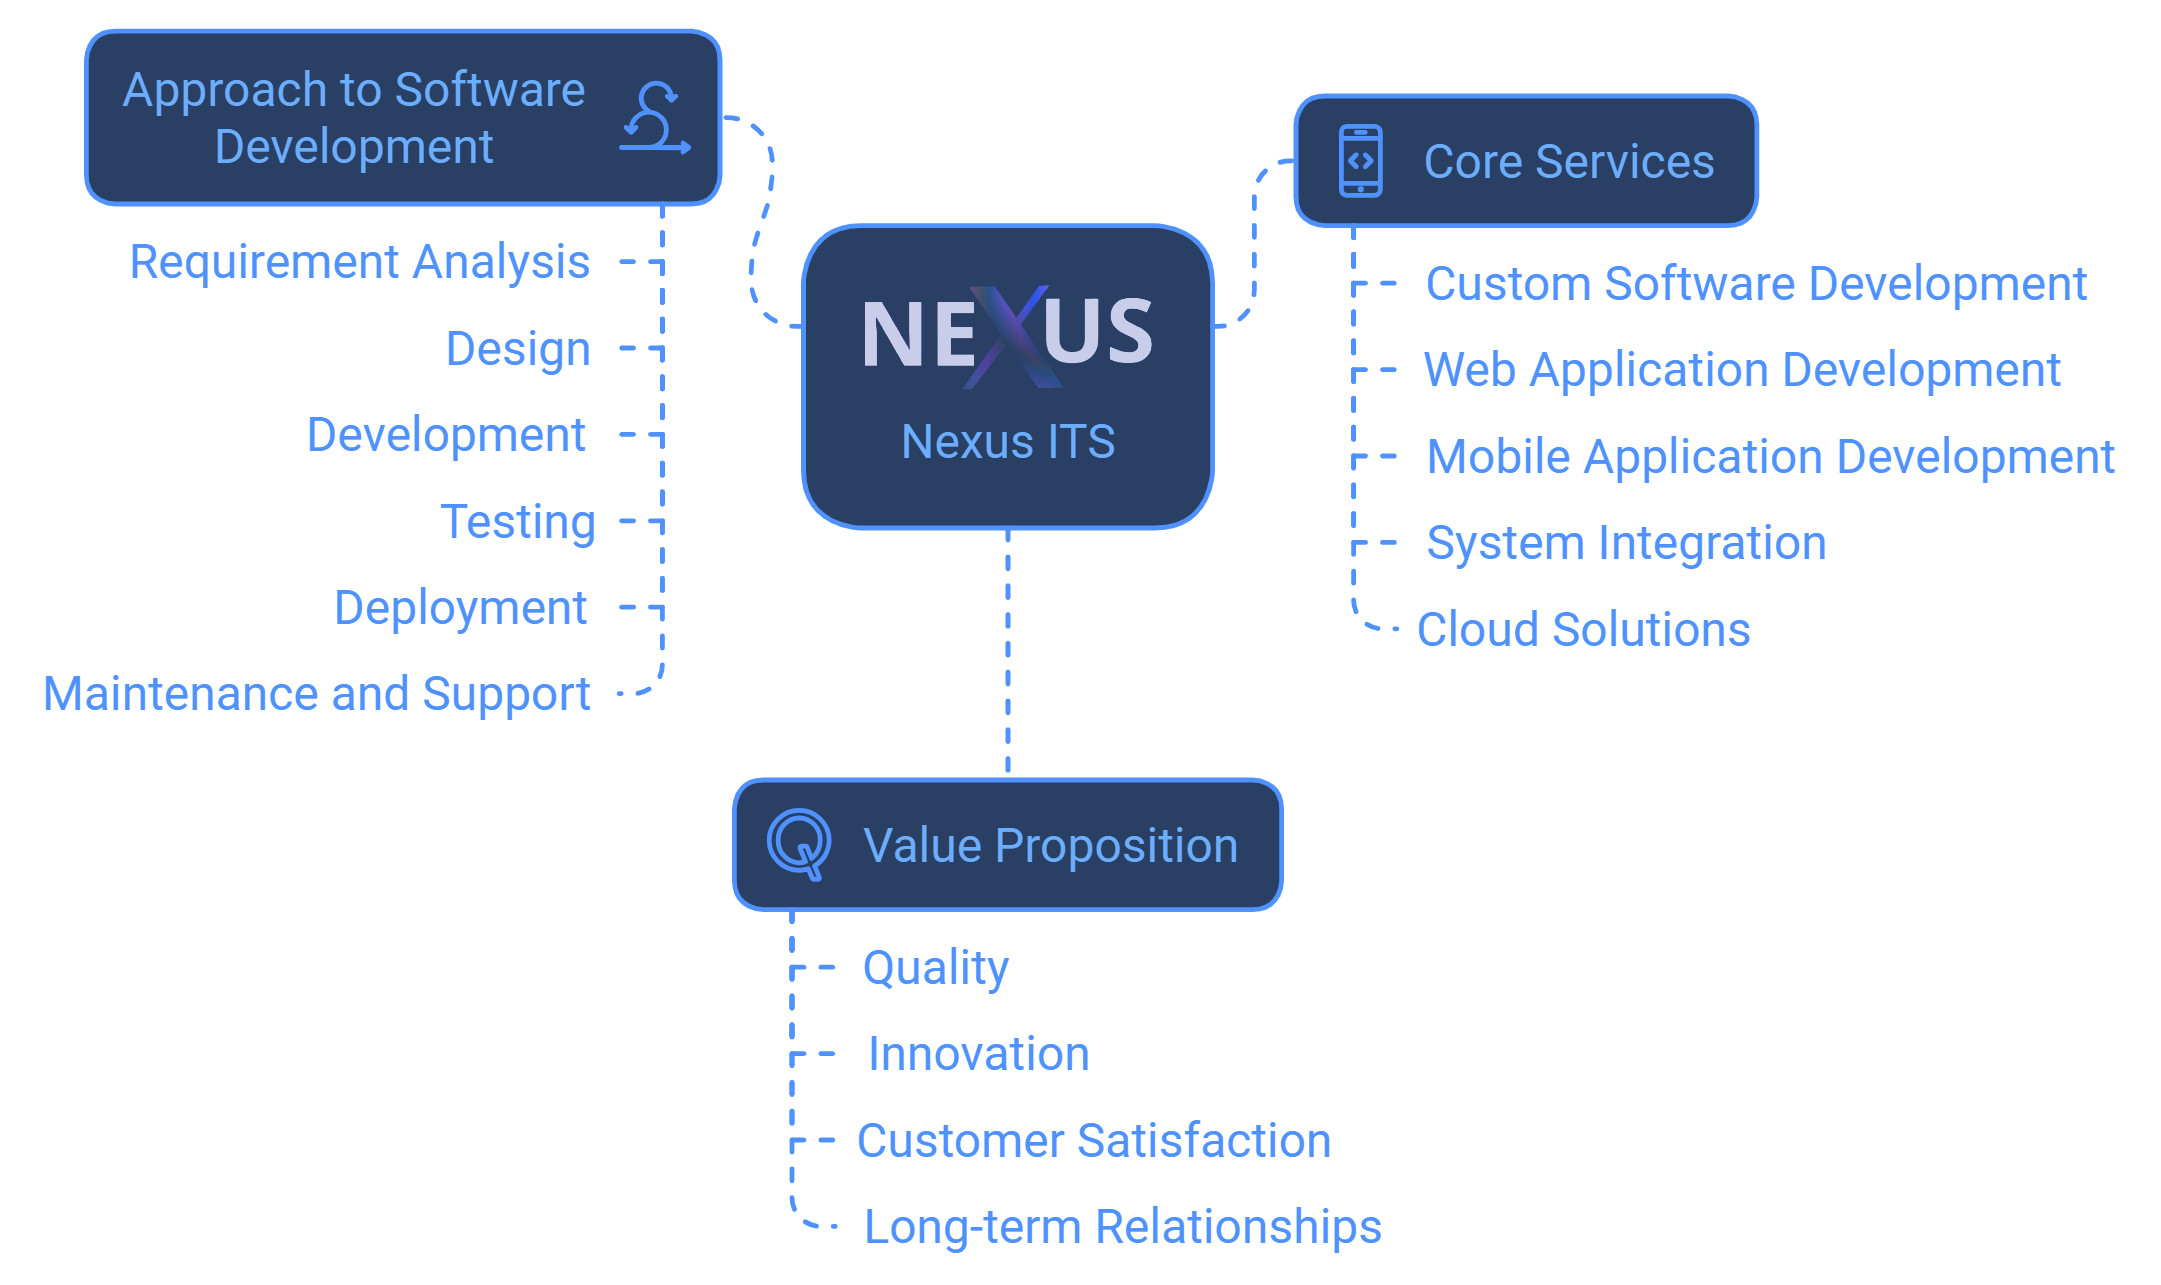 Approach to Software
Development
Requirement Analysis
Design
Development
Testing
Deployment
Maintenance and Support
NEXUS
Nexus ITS
Core Services
Custom Software Development
Web Application Development
Mobile Application Development
System Integration
Cloud Solutions
Value Proposition
Quality
Innovation
Customer Satisfaction
Long-term Relationships